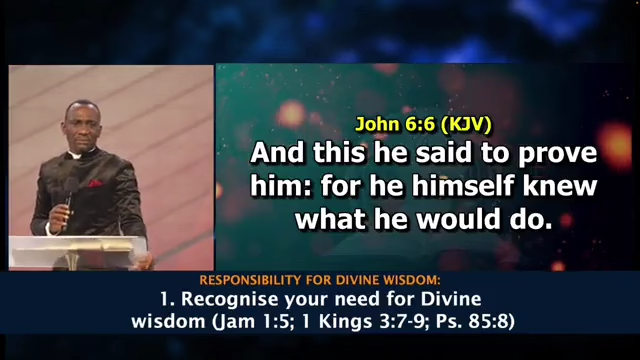 John 6:6 (KJV)
And this he said to prove
him: for he himself knew
what he would do.
RESPONSIBILITY FOR DIVINE WISDOM:
1. Recognise your need for Divine
wisdom (Jam 1:5; 1 Kings 3:7-9; Ps. 85:8)